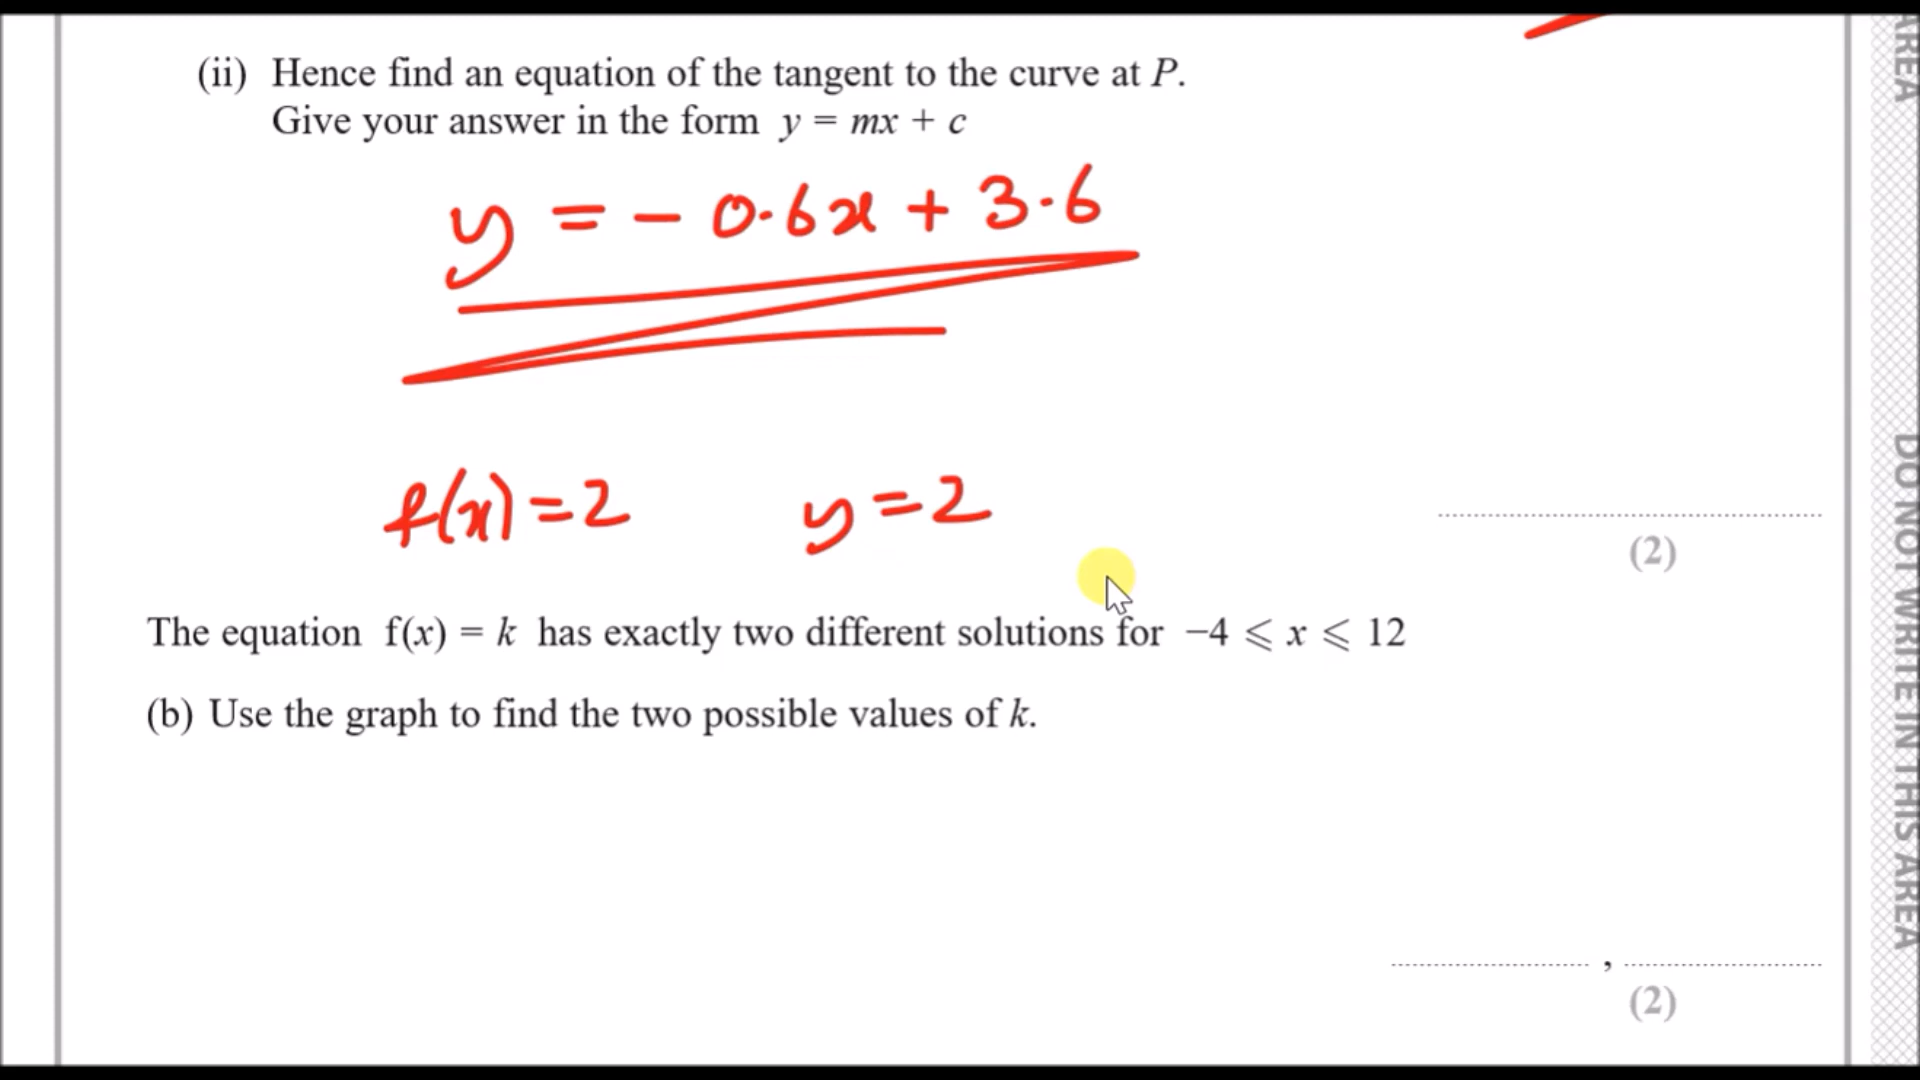 (ii) Hence find an equation of the tangent to the curve at P.
Give your answer in the form y = mx + c
y = - 0.6x + 3.6
f(x) = 2 y = 2
(2)
The equation f(x) = k has exactly two different solutions for −4 ⩽ x ⩽ 12
(b) Use the graph to find the two possible values of k.
,
(2)
AREA
DO NOT WRITE IN THIS AREA